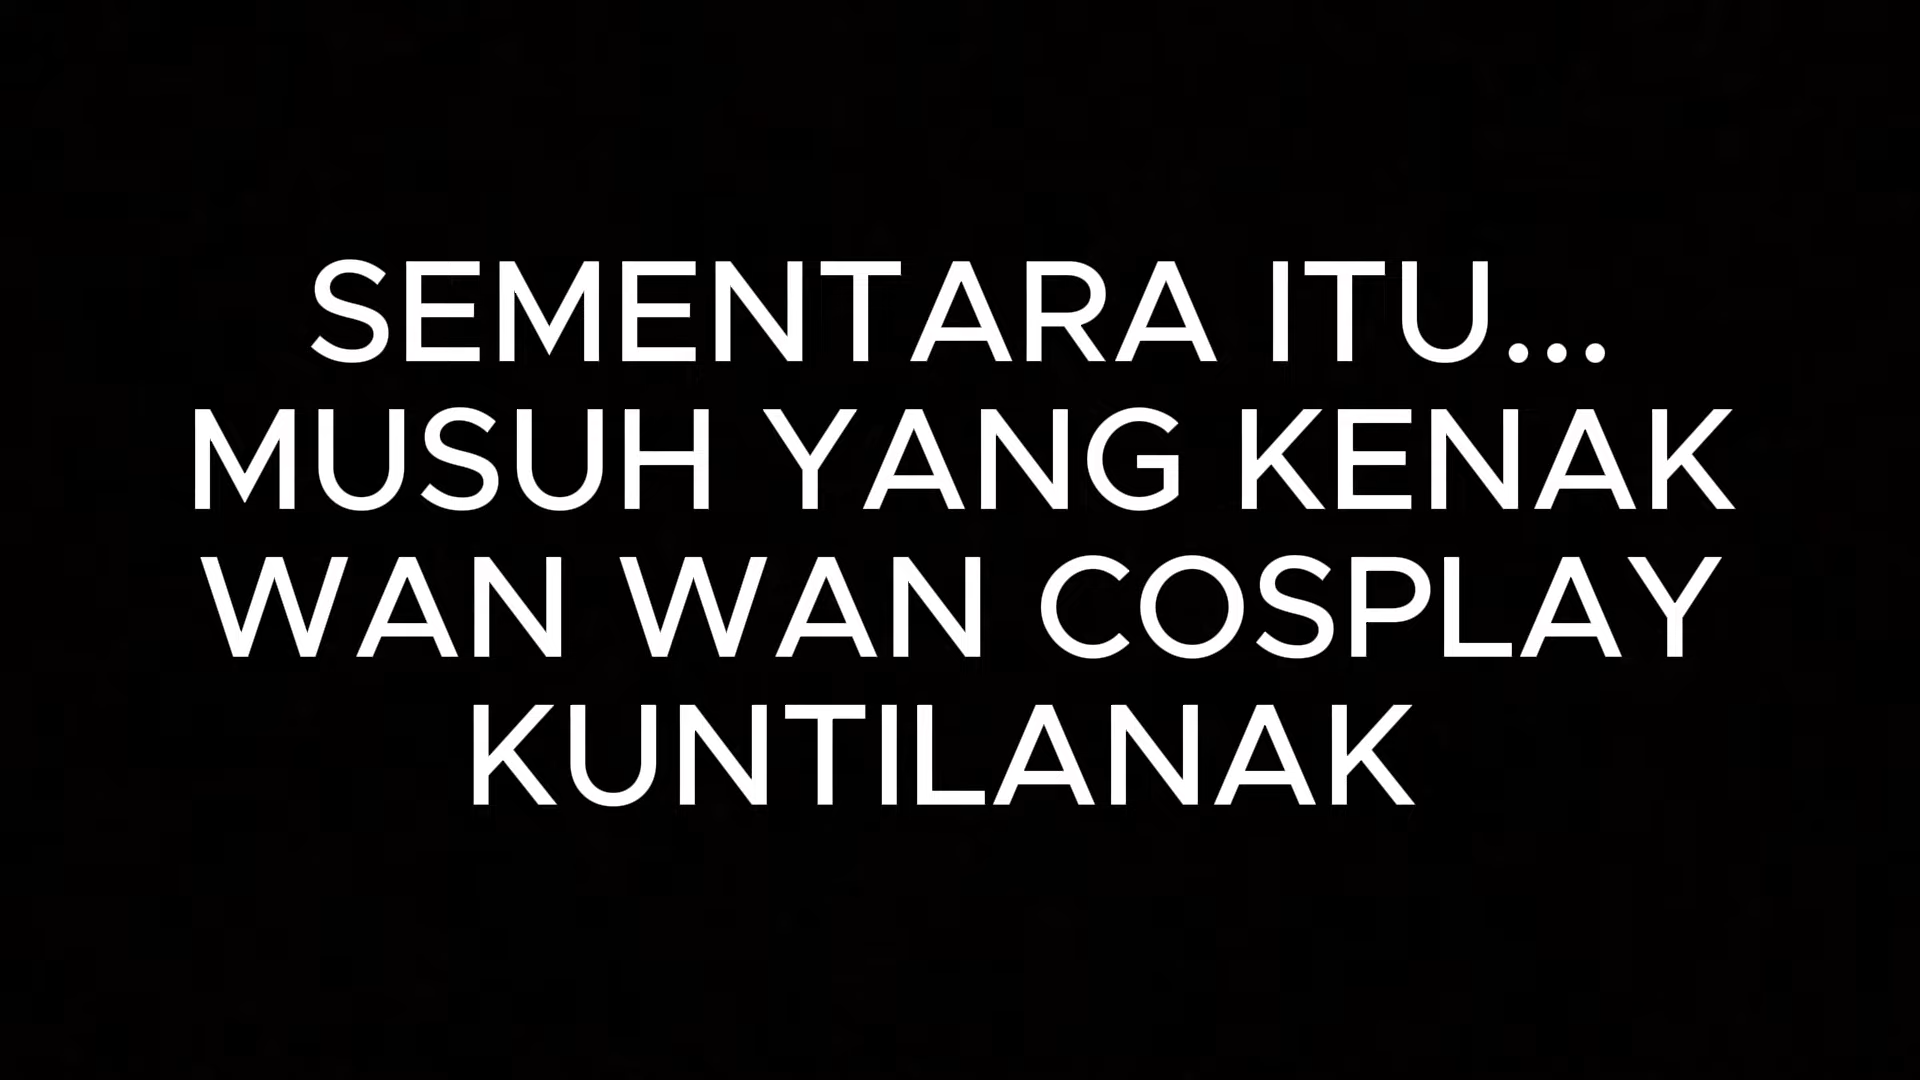 SEMENTARA ITU...
MUSUH YANG KENAK
WAN WAN COSPLAY
KUNTILANAK